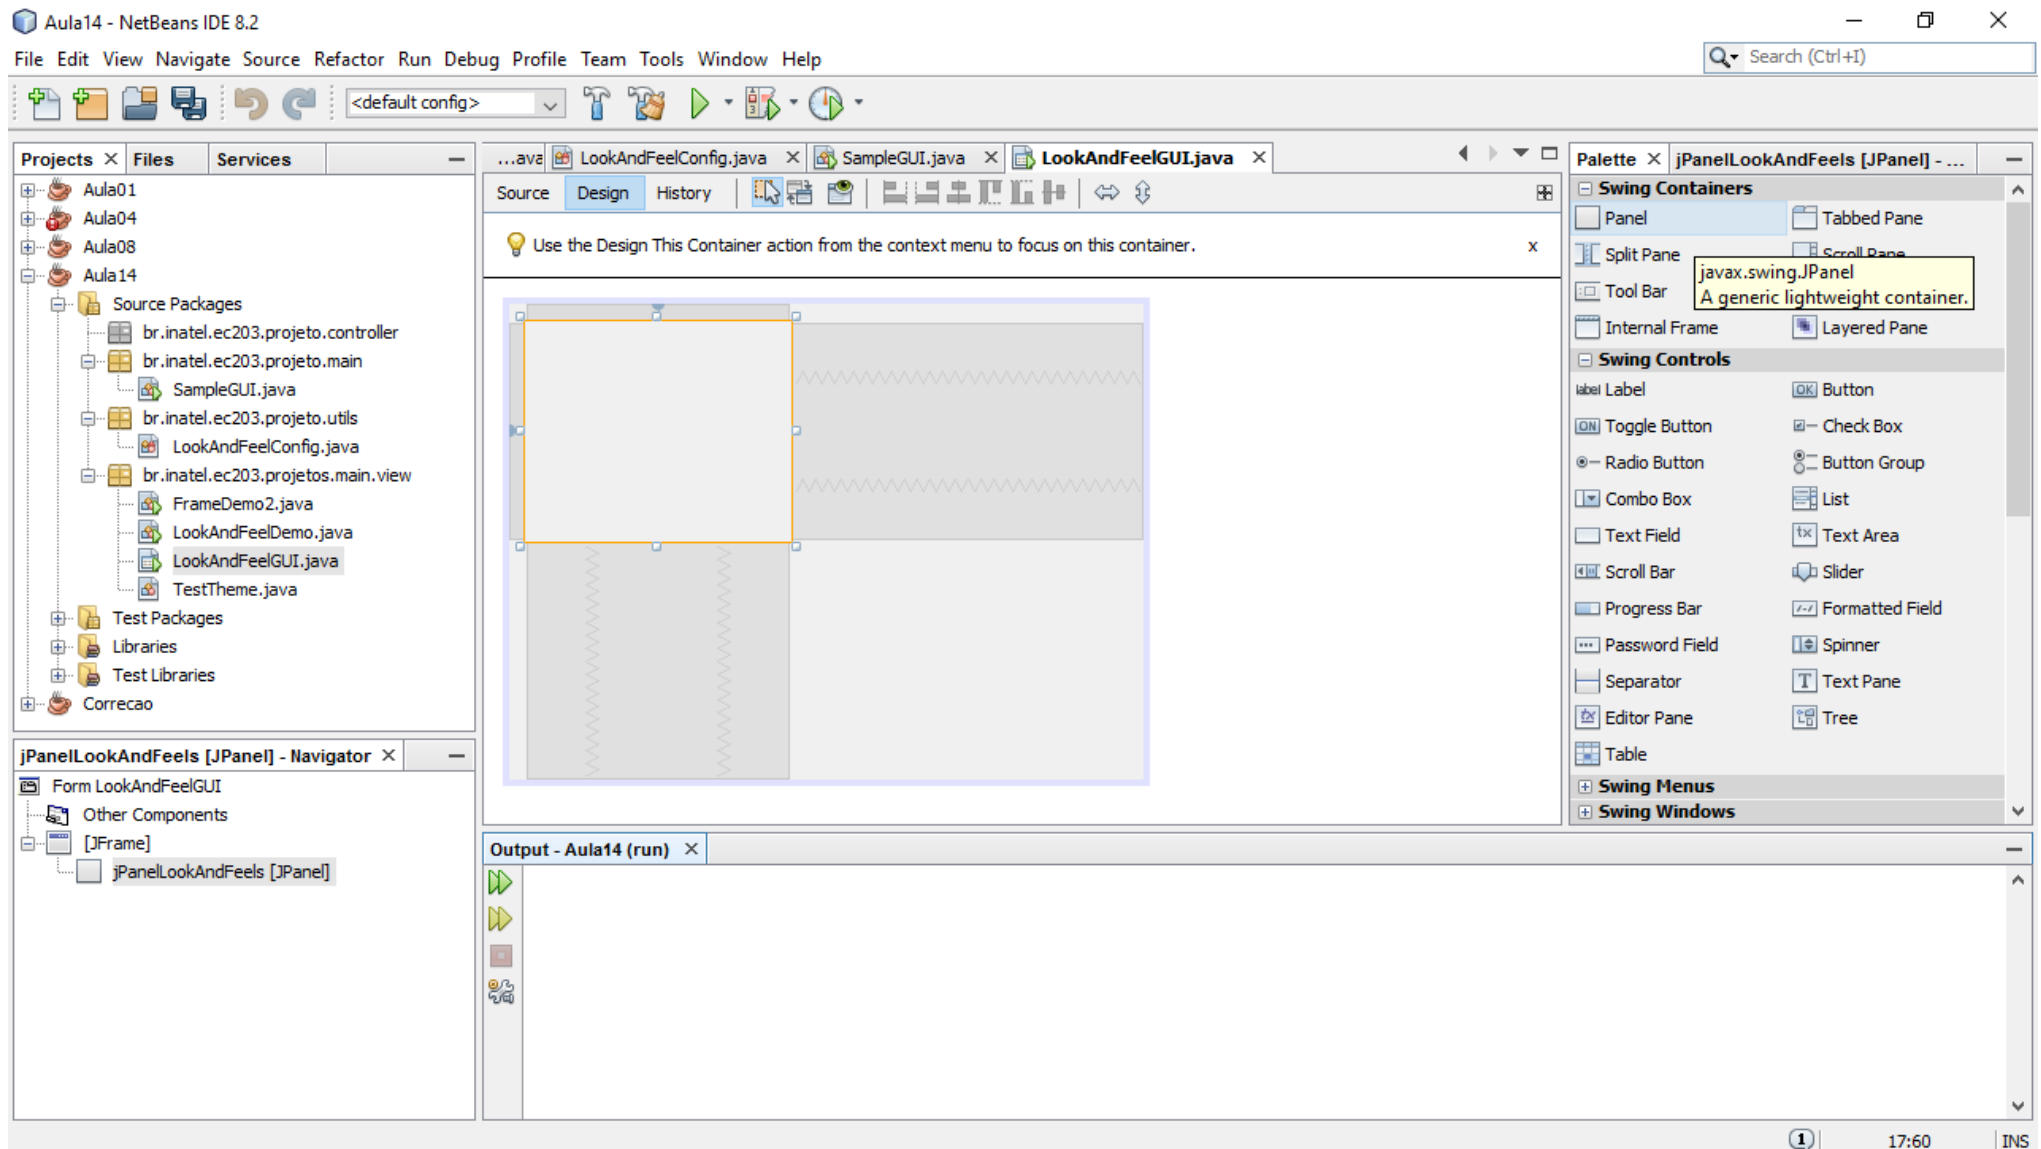 Aula14 - NetBeans IDE 8.2
File Edit View Navigate Source Refactor Run Debug Profile Team Tools Window Help
Search (Ctrl+I)
<default config>
Projects Files Services
Aula01
Aula04
Aula08
Aula14
Source Packages
br.inatel.ec203.projeto.controller
br.inatel.ec203.projeto.main
SampleGUI.java
br.inatel.ec203.projeto.utils
LookAndFeelConfig.java
br.inatel.ec203.projetos.main.view
FrameDemo2.java
LookAndFeelDemo.java
LookAndFeelGUI.java
TestTheme.java
Test Packages
Libraries
Test Libraries
Correcao
jPanelLookAndFeels [JPanel] - Navigator
Form LookAndFeelGUI
Other Components
[JFrame]
jPanelLookAndFeels [JPanel]
...ava LookAndFeelConfig.java SampleGUI.java LookAndFeelGUI.java
Source Design History
Use the Design This Container action from the context menu to focus on this container. x
Output - Aula14 (run)
Palette jPanelLookAndFeels [JPanel] - ...
Swing Containers
Panel Tabbed Pane
Split Pane Scroll Pane
javax.swing.JPanel
A generic lightweight container.
Tool Bar
Internal Frame Layered Pane
Swing Controls
label Label OK Button
ON Toggle Button Check Box
Radio Button Button Group
Combo Box List
Text Field tx Text Area
Scroll Bar Slider
Progress Bar Formatted Field
Password Field Spinner
Separator T Text Pane
Editor Pane Tree
Table
Swing Menus
Swing Windows
1 17:60 INS